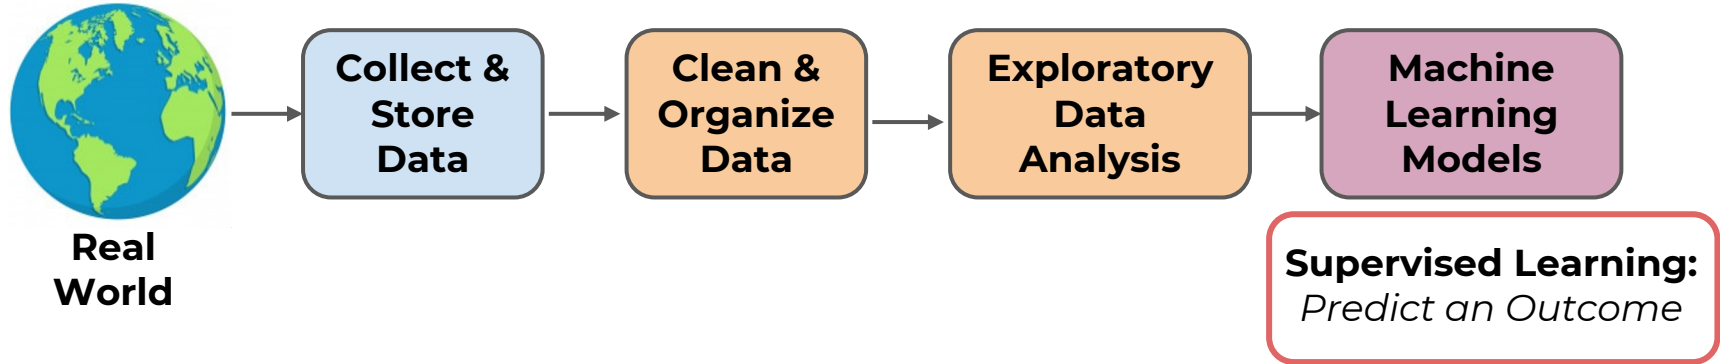 Real
World
Collect &
Store
Data
Clean &
Organize
Data
Exploratory
Data
Analysis
Machine
Learning
Models
Supervised Learning:
Predict an Outcome